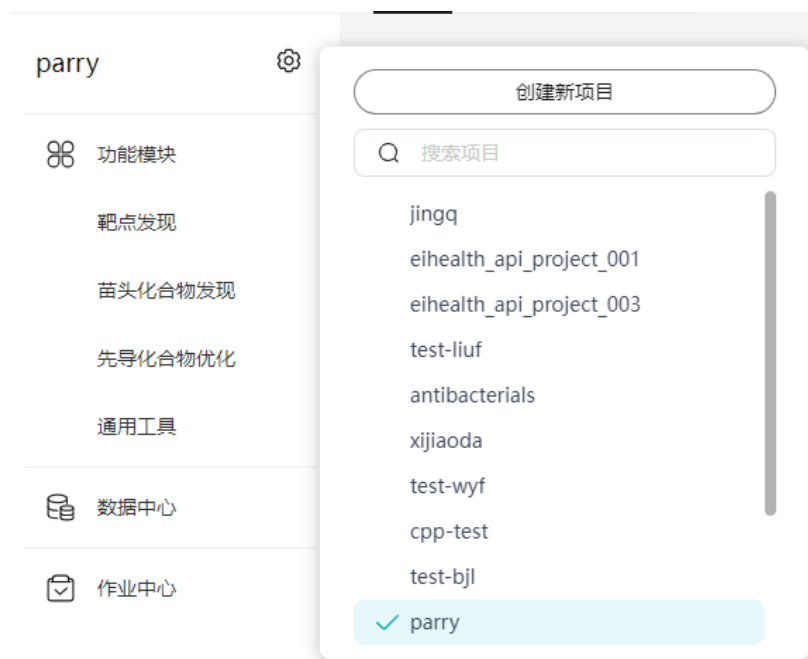 parry
功能模块
靶点发现
苗头化合物发现
先导化合物优化
通用工具
数据中心
作业中心
创建新项目
搜索项目
jingq
eihealth_api_project_001
eihealth_api_project_003
test-liuf
antibacterials
xijiaoda
test-wyf
cpp-test
test-bjl
parry